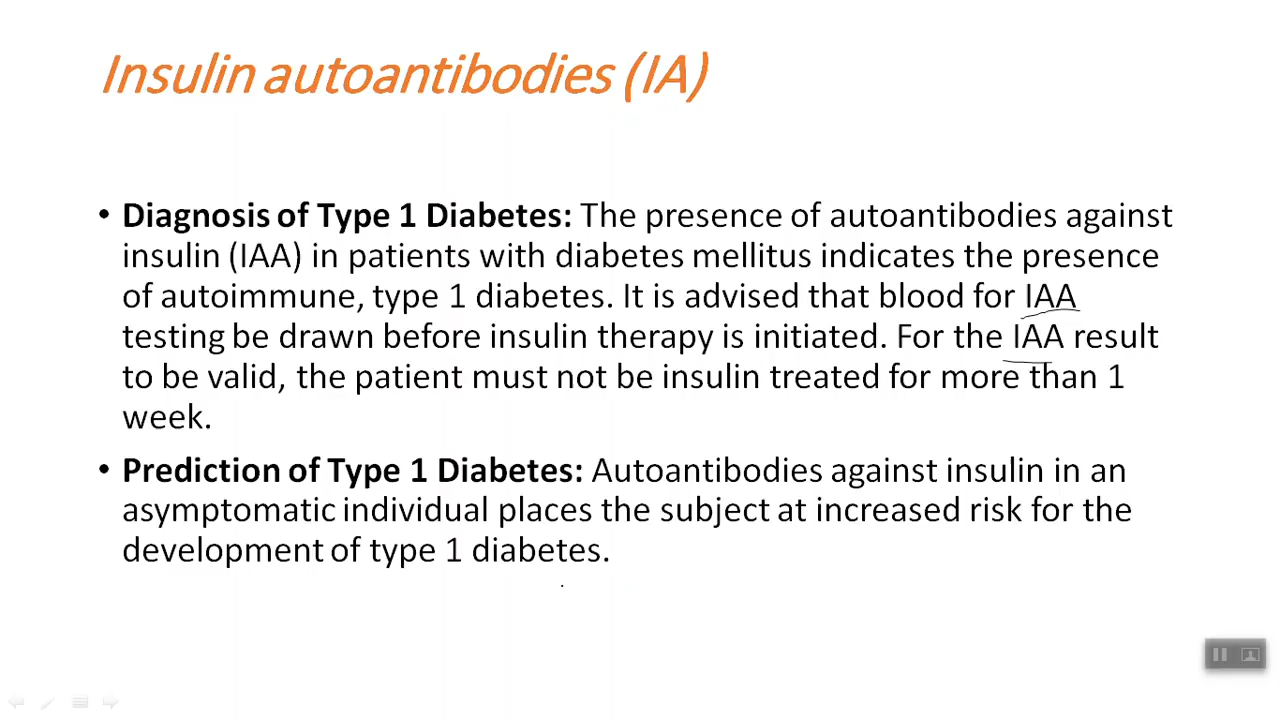 Insulin autoantibodies (IA)
• Diagnosis of Type 1 Diabetes: The presence of autoantibodies against
insulin (IAA) in patients with diabetes mellitus indicates the presence
of autoimmune, type 1 diabetes. It is advised that blood for IAA
testing be drawn before insulin therapy is initiated. For the IAA result
to be valid, the patient must not be insulin treated for more than 1
week.
• Prediction of Type 1 Diabetes: Autoantibodies against insulin in an
asymptomatic individual places the subject at increased risk for the
development of type 1 diabetes.